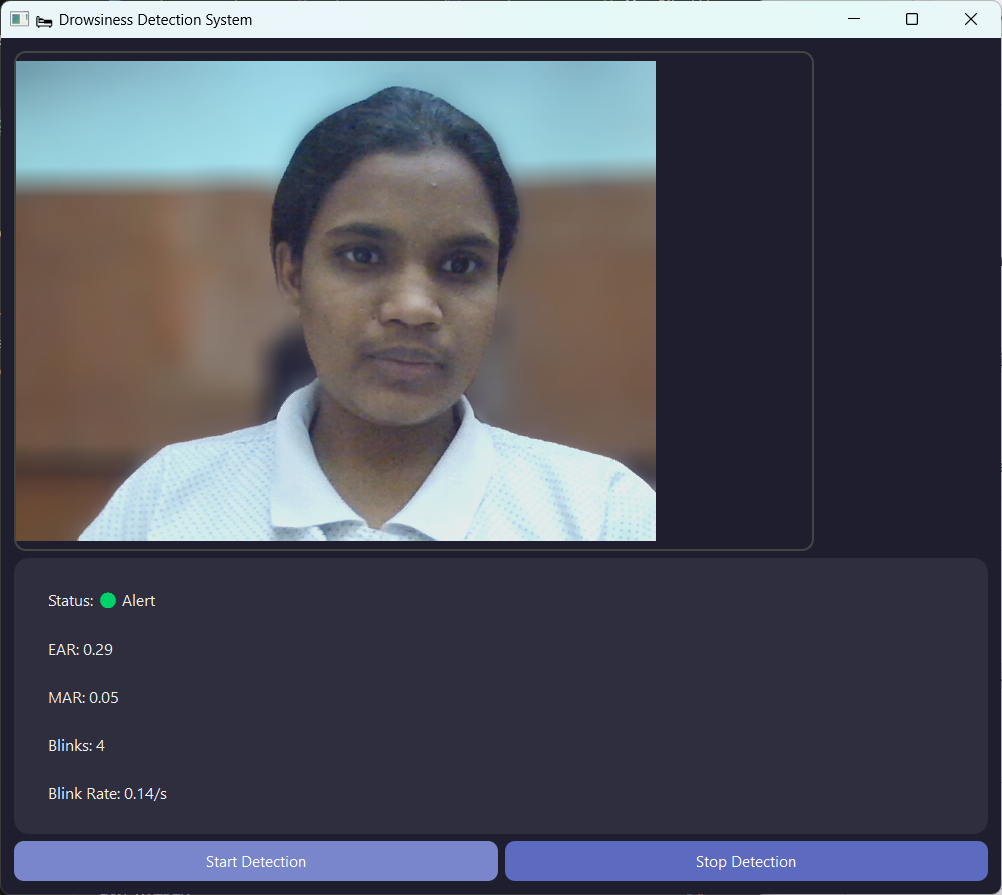 Drowsiness Detection System
Status: Alert
EAR: 0.29
MAR: 0.05
Blinks: 4
Blink Rate: 0.14/s
Start Detection Stop Detection